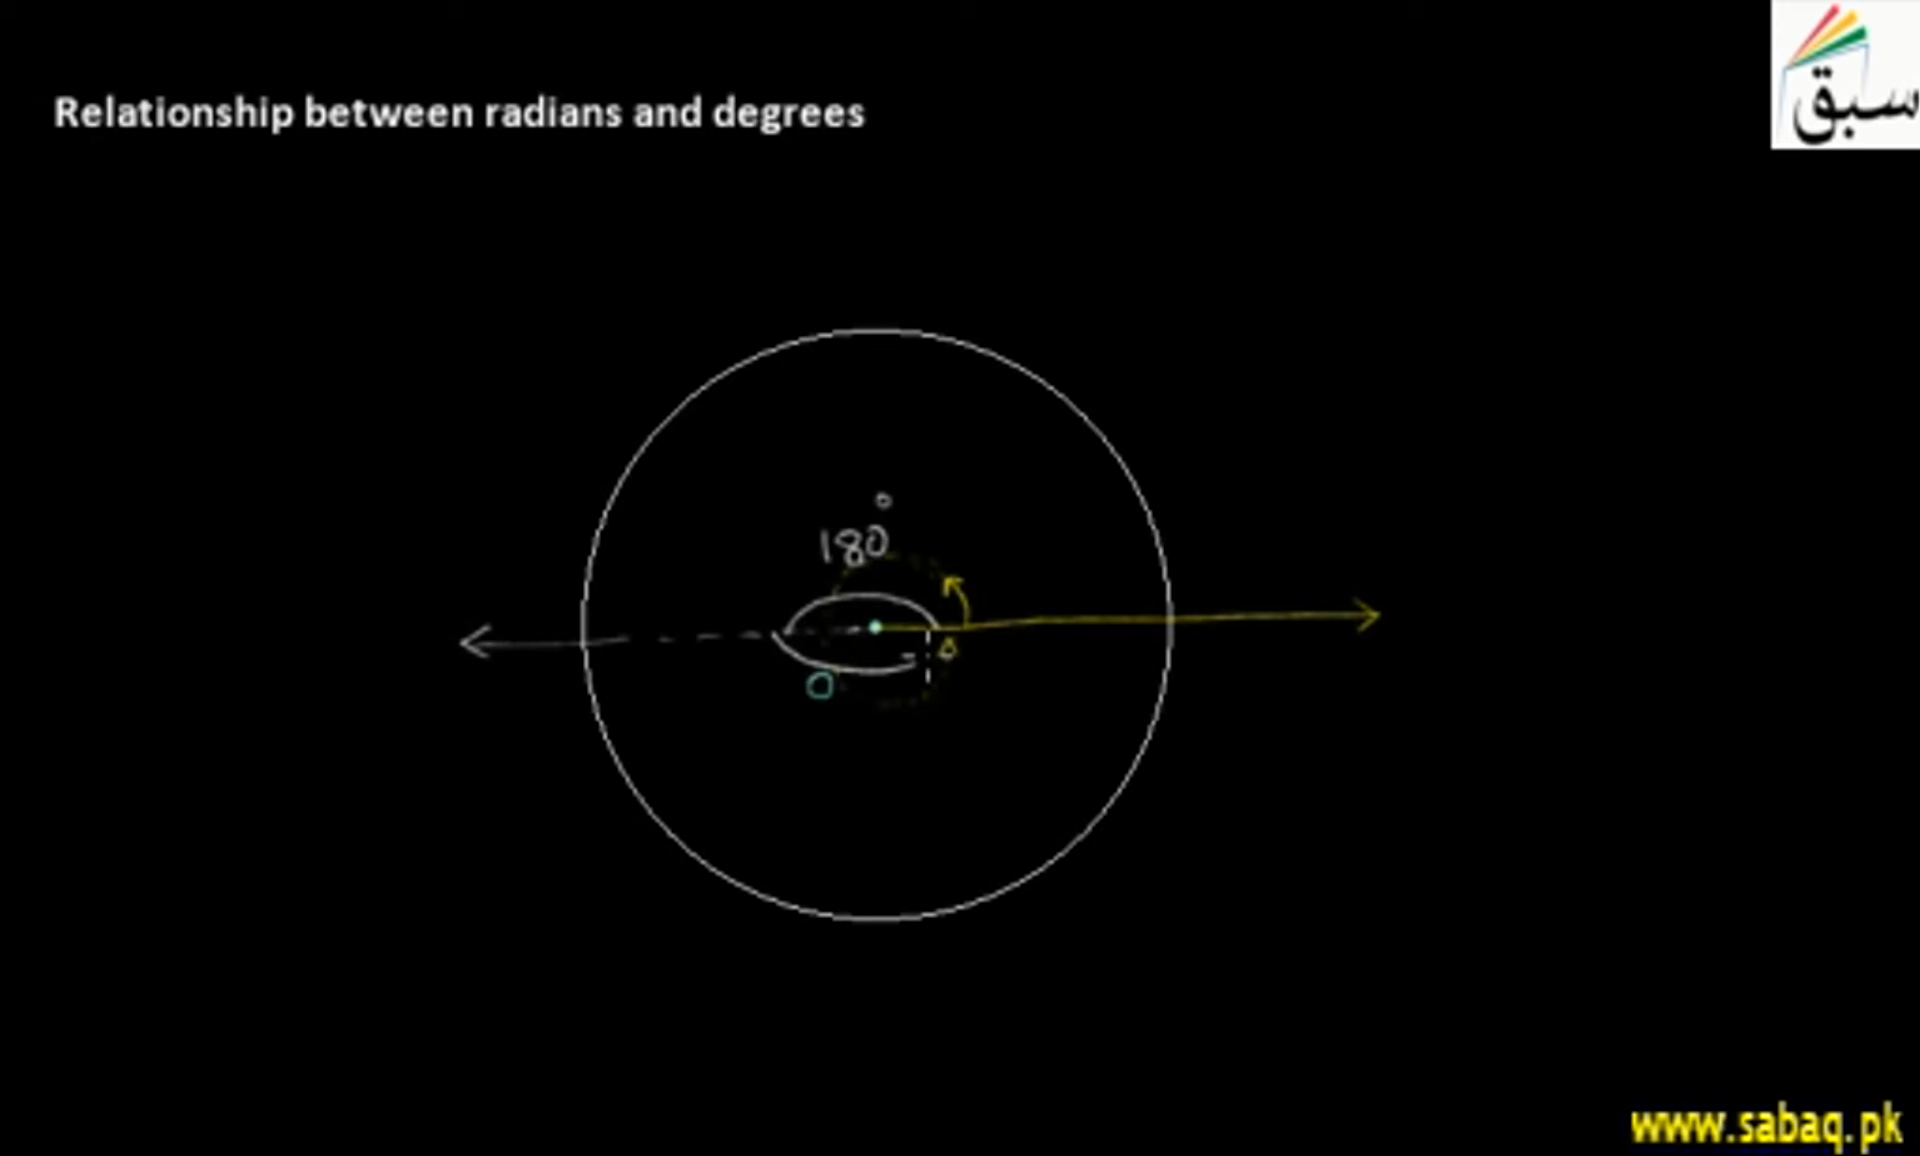 Relationship between radians and degrees
سبق
180°
O
www.sabaq.pk